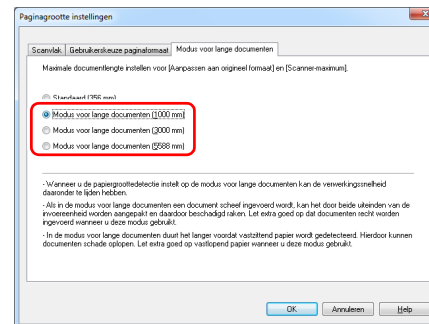 Paginagrootte instellingen
Scanvlak Gebruikerskeuze paginaformaat Modus voor lange documenten
Maximale documentlengte instellen voor [Aanpassen aan origineel formaat] en [Scanner-maximum].
Standaard (356 mm)
Modus voor lange documenten (1000 mm)
Modus voor lange documenten (3000 mm)
Modus voor lange documenten (5588 mm)
- Wanneer u de papiergroottedetectie instelt op de modus voor lange documenten kan de verwerkingssnelheid
daaronder te lijden hebben.
- Als in de modus voor lange documenten een document scheef ingevoerd wordt, kan het door beide uiteinden van de
invoereenheid worden aangepakt en daardoor beschadigd raken. Let extra goed op dat documenten recht worden
ingevoerd wanneer u deze modus gebruikt.
- In de modus voor lange documenten duurt het langer voordat vastzittend papier wordt gedetecteerd. Hierdoor kunnen
documenten schade oplopen. Let extra goed op vastlopend papier wanneer u deze modus gebruikt.
OK Annuleren Help